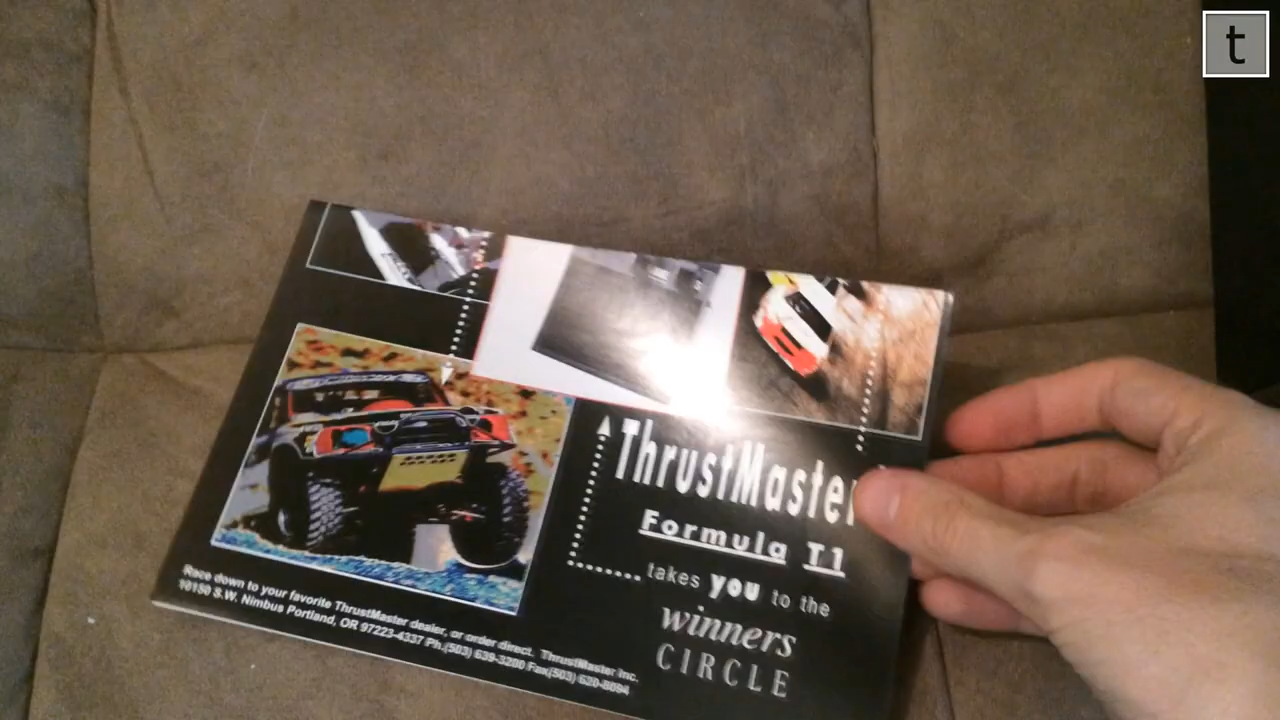 t
ThrustMaster
Formula T1
takes you to the
winners
CIRCLE
Race down to your favorite ThrustMaster dealer, or order direct. ThrustMaster Inc.
10150 S.W. Nimbus Portland, OR 97223-4337 Ph.(503) 639-3200 Fax(503) 620-8094